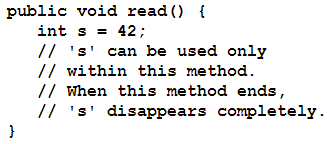 public void read() {
   int s = 42;
   // 's' can be used only
   // within this method.
   // When this method ends,
   // 's' disappears completely.
}